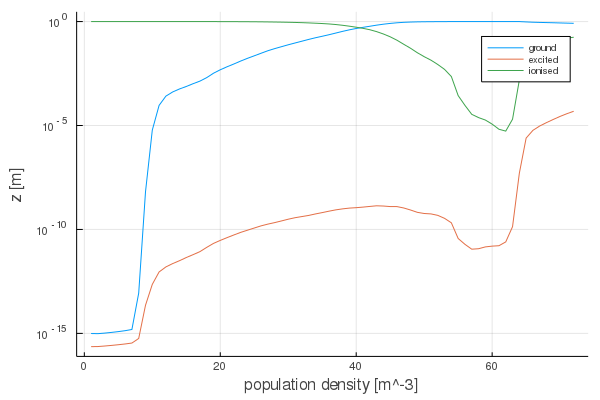 10^0
10^-5
10^-10
10^-15
z [m]
ground
excited
ionised
0 20 40 60
population density [m^-3]